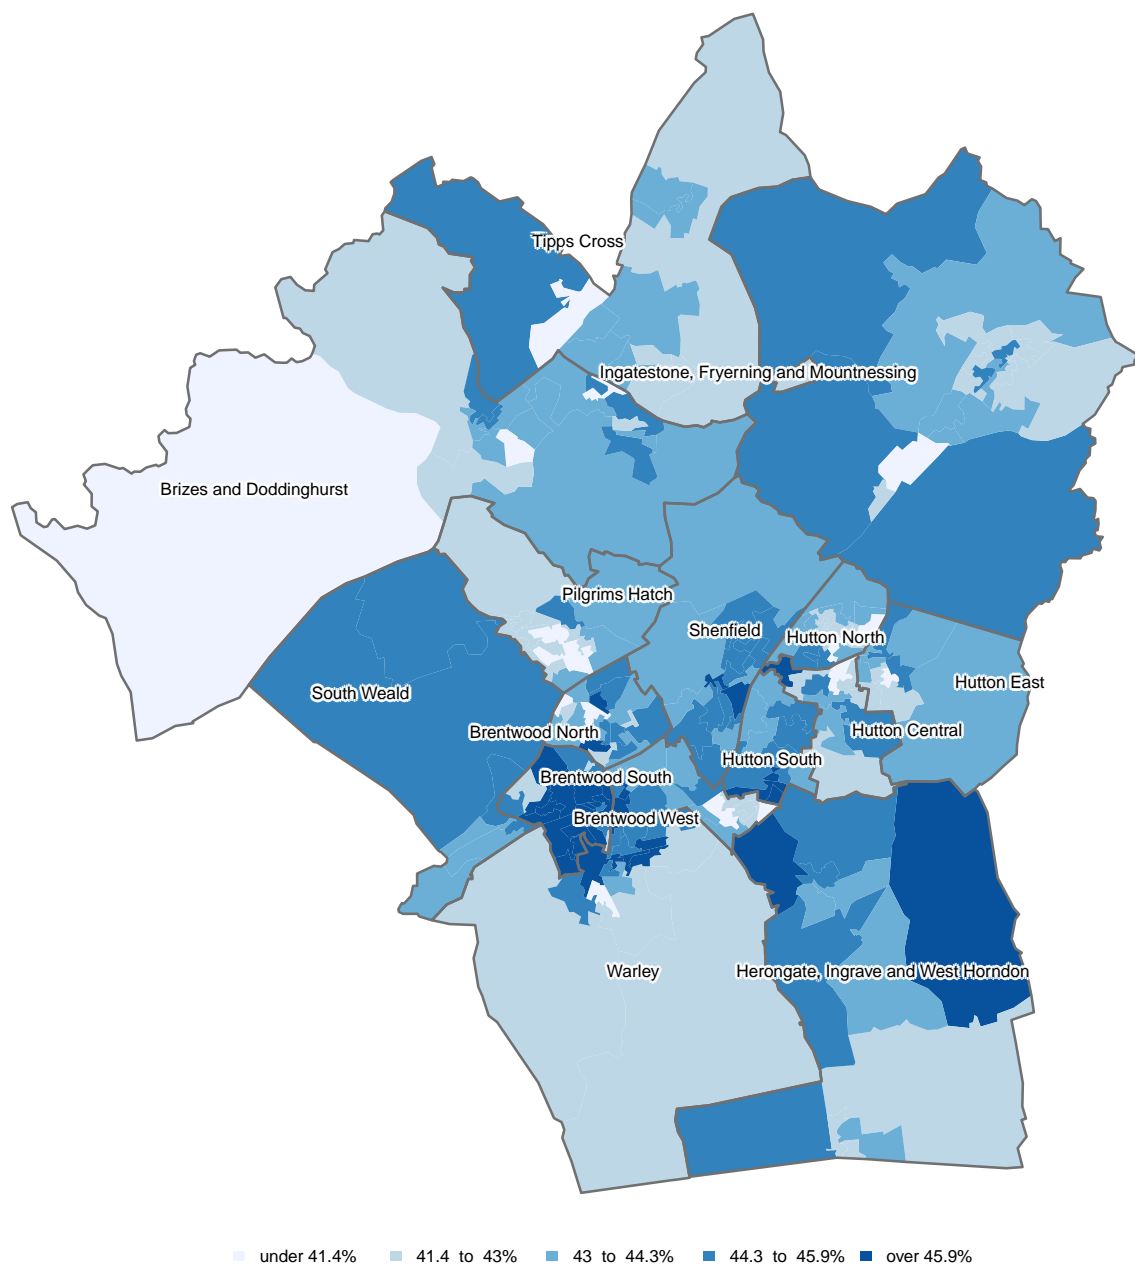 Tipps Cross
Ingatestone, Fryerning and Mountnessing
Brizes and Doddinghurst
Pilgrims Hatch
Shenfield
Hutton North
Hutton East
South Weald
Brentwood North
Hutton Central
Hutton South
Brentwood South
Brentwood West
Warley
Herongate, Ingrave and West Horndon
under 41.4% 41.4 to 43% 43 to 44.3% 44.3 to 45.9% over 45.9%